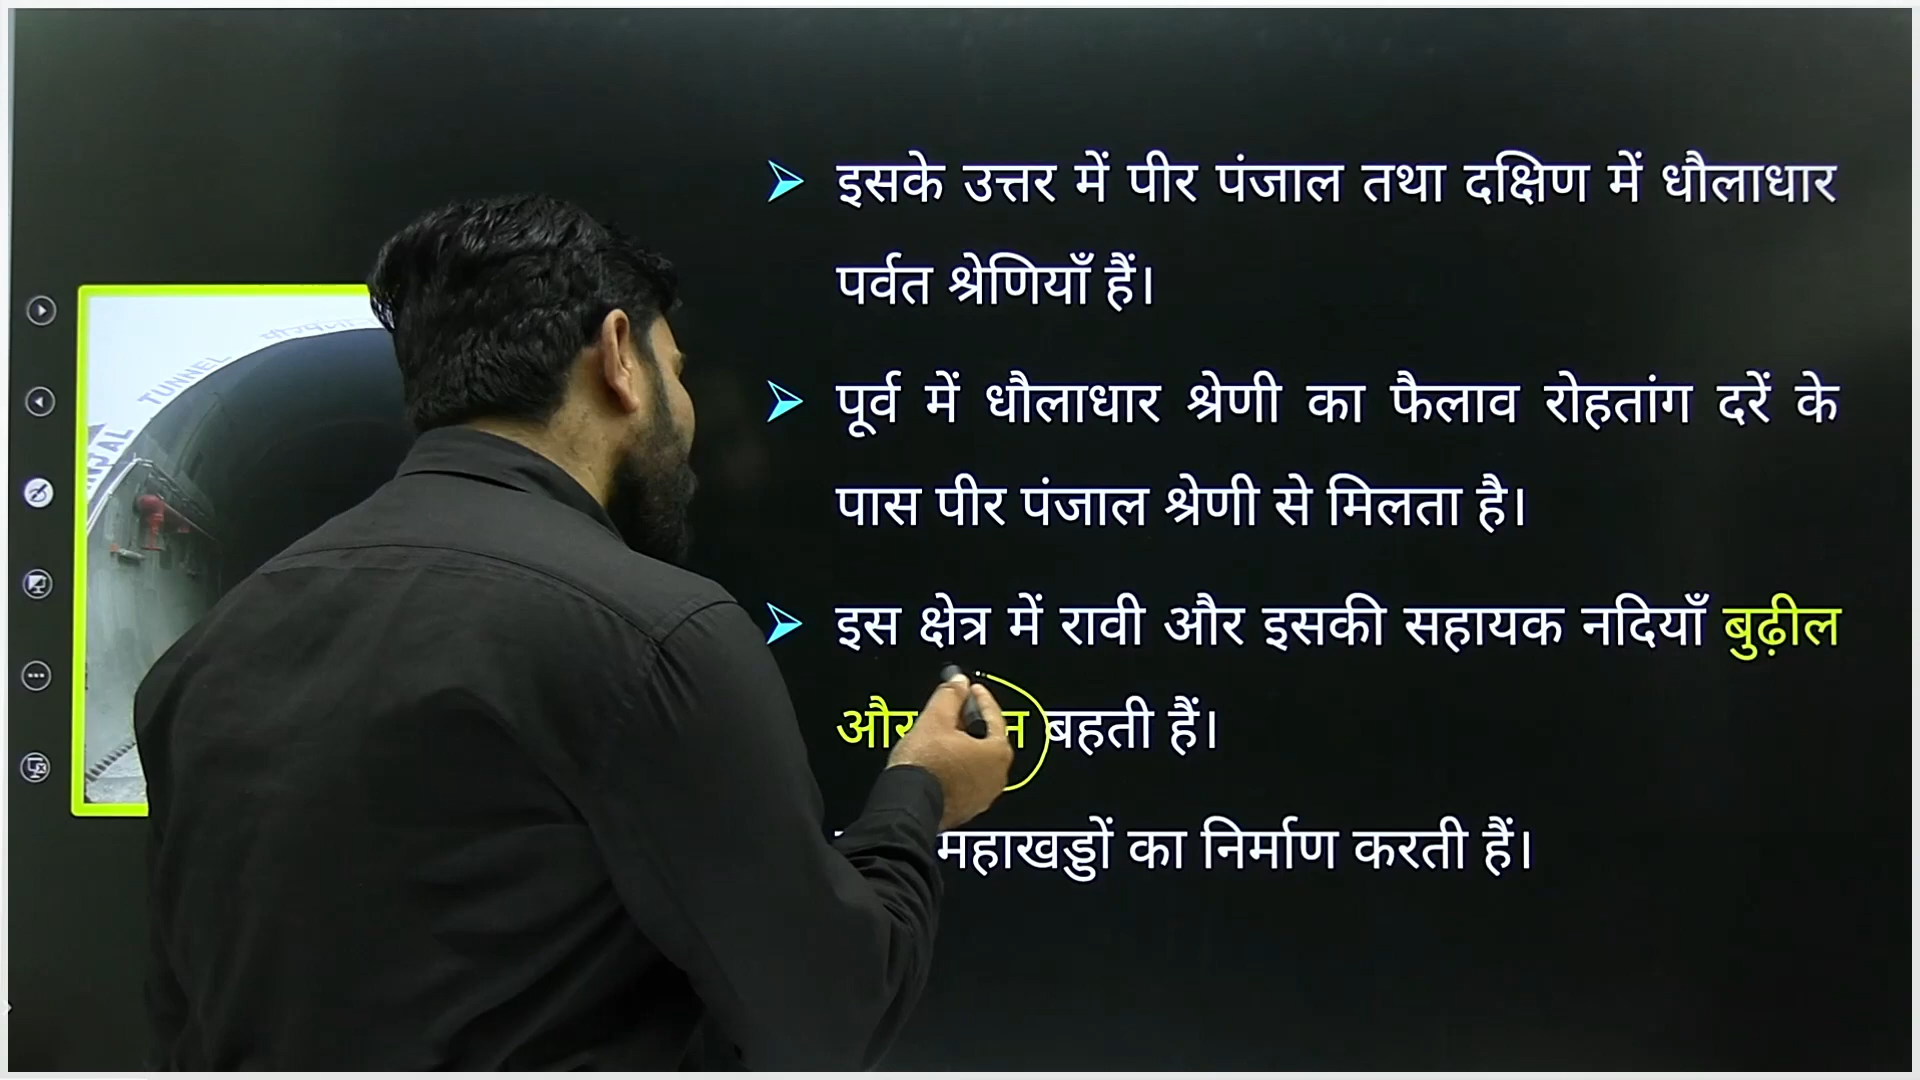 TUNNEL
इसके उत्तर में पीर पंजाल तथा दक्षिण में धौलाधार
पर्वत श्रेणियाँ हैं।
पूर्व में धौलाधार श्रेणी का फैलाव रोहतांग दरें के
पास पीर पंजाल श्रेणी से मिलता है।
इस क्षेत्र में रावी और इसकी सहायक नदियाँ बुढ़ील
और बहती हैं।
महाखड्डों का निर्माण करती हैं।